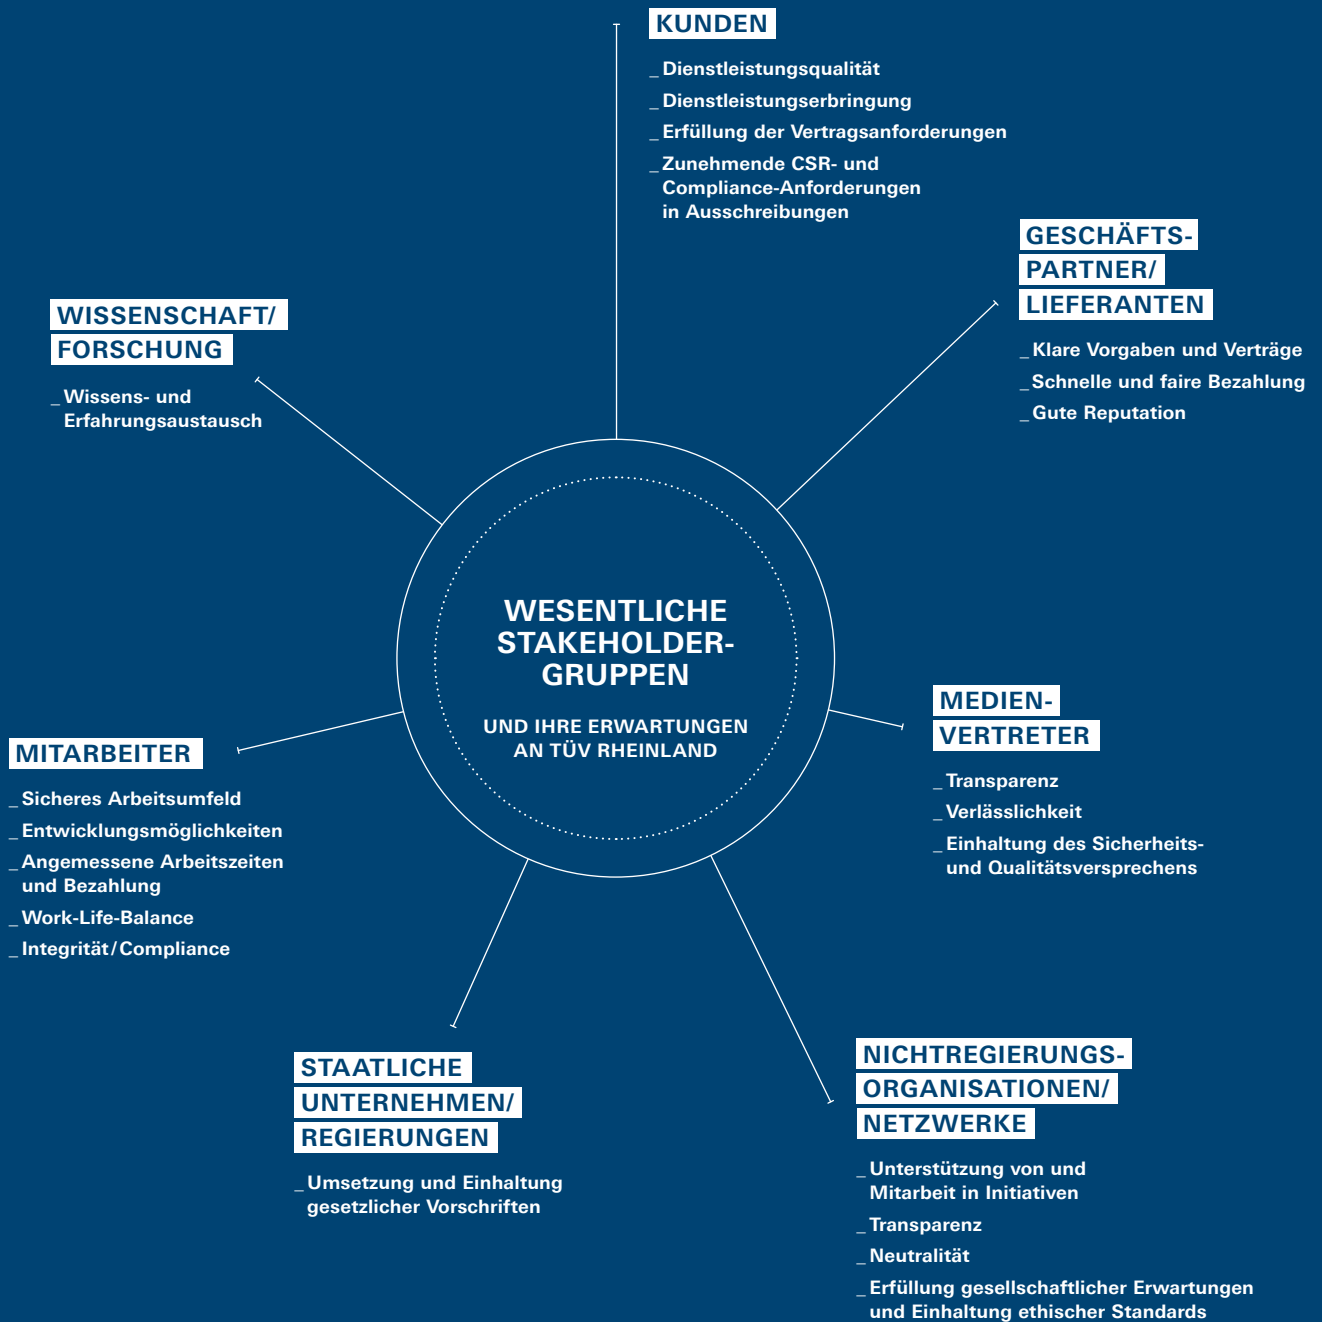 KUNDEN
_ Dienstleistungsqualität
_ Dienstleistungserbringung
_ Erfüllung der Vertragsanforderungen
_ Zunehmende CSR- und
Compliance-Anforderungen
in Ausschreibungen
GESCHÄFTS-
PARTNER/
LIEFERANTEN
_ Klare Vorgaben und Verträge
_ Schnelle und faire Bezahlung
_ Gute Reputation
WISSENSCHAFT/
FORSCHUNG
_ Wissens- und
Erfahrungsaustausch
WESENTLICHE
STAKEHOLDER-
GRUPPEN
UND IHRE ERWARTUNGEN
AN TÜV RHEINLAND
MEDIEN-
VERTRETER
_ Transparenz
_ Verlässlichkeit
_ Einhaltung des Sicherheits-
und Qualitätsversprechens
MITARBEITER
_ Sicheres Arbeitsumfeld
_ Entwicklungsmöglichkeiten
_ Angemessene Arbeitszeiten
und Bezahlung
_ Work-Life-Balance
_ Integrität/Compliance
STAATLICHE
UNTERNEHMEN/
REGIERUNGEN
_ Umsetzung und Einhaltung
gesetzlicher Vorschriften
NICHTREGIERUNGS-
ORGANISATIONEN/
NETZWERKE
_ Unterstützung von und
Mitarbeit in Initiativen
_ Transparenz
_ Neutralität
_ Erfüllung gesellschaftlicher Erwartungen
und Einhaltung ethischer Standards